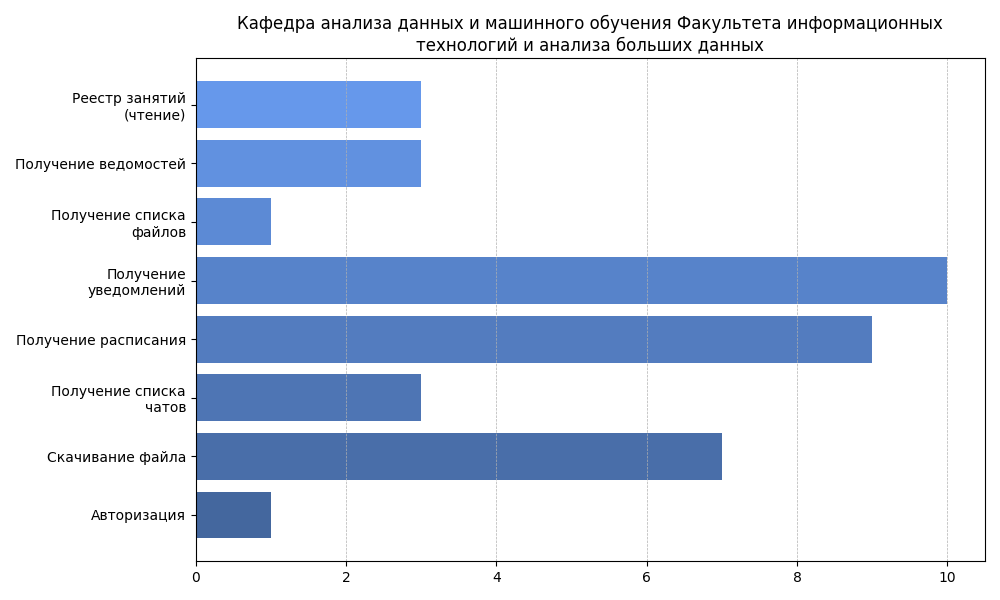 Кафедра анализа данных и машинного обучения Факультета информационных
технологий и анализа больших данных
Реестр занятий
(чтение)
Получение ведомостей
Получение списка
файлов
Получение
уведомлений
Получение расписания
Получение списка
чатов
Скачивание файла
Авторизация
0 2 4 6 8 10